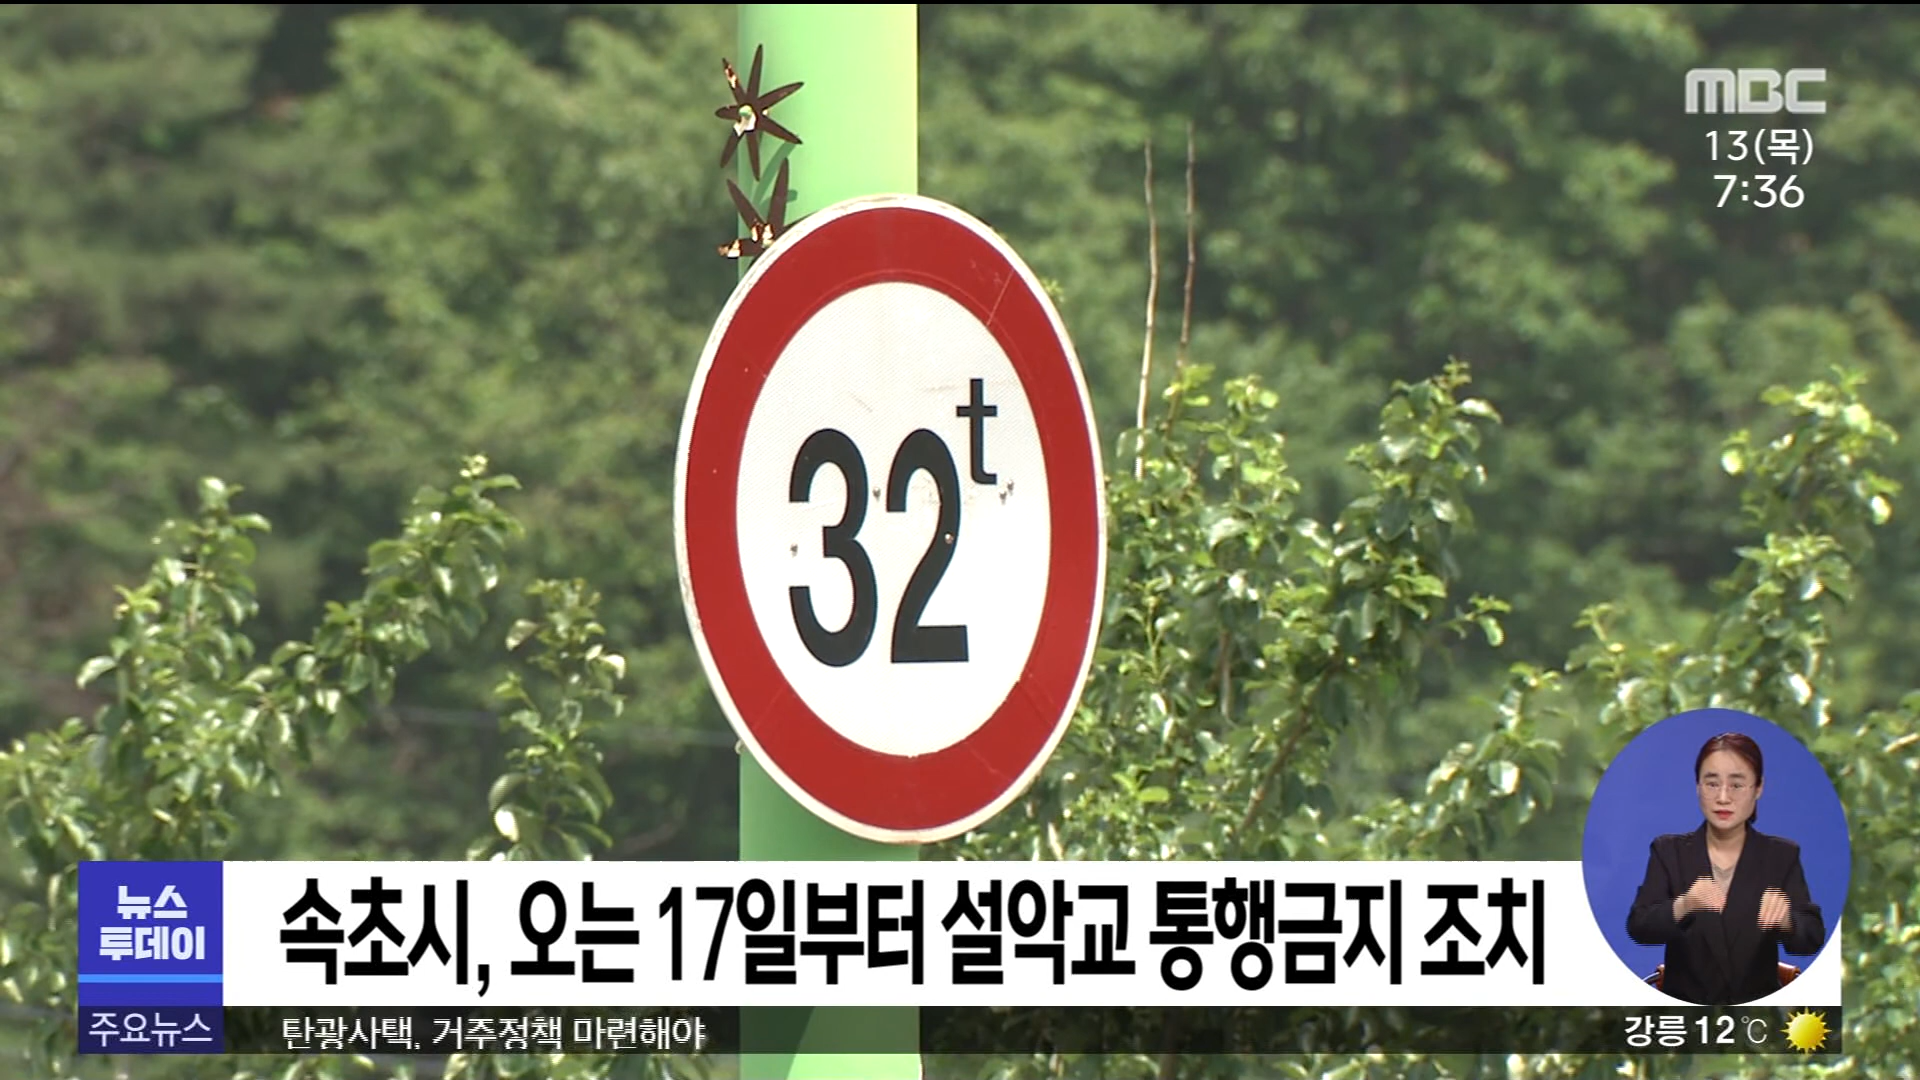 MBC
13(목)
7:36
32t
뉴스
투데이
속초시, 오는 17일부터 설악교 통행금지 조치
주요뉴스
탄광사택, 거주정책 마련해야
강릉 12℃